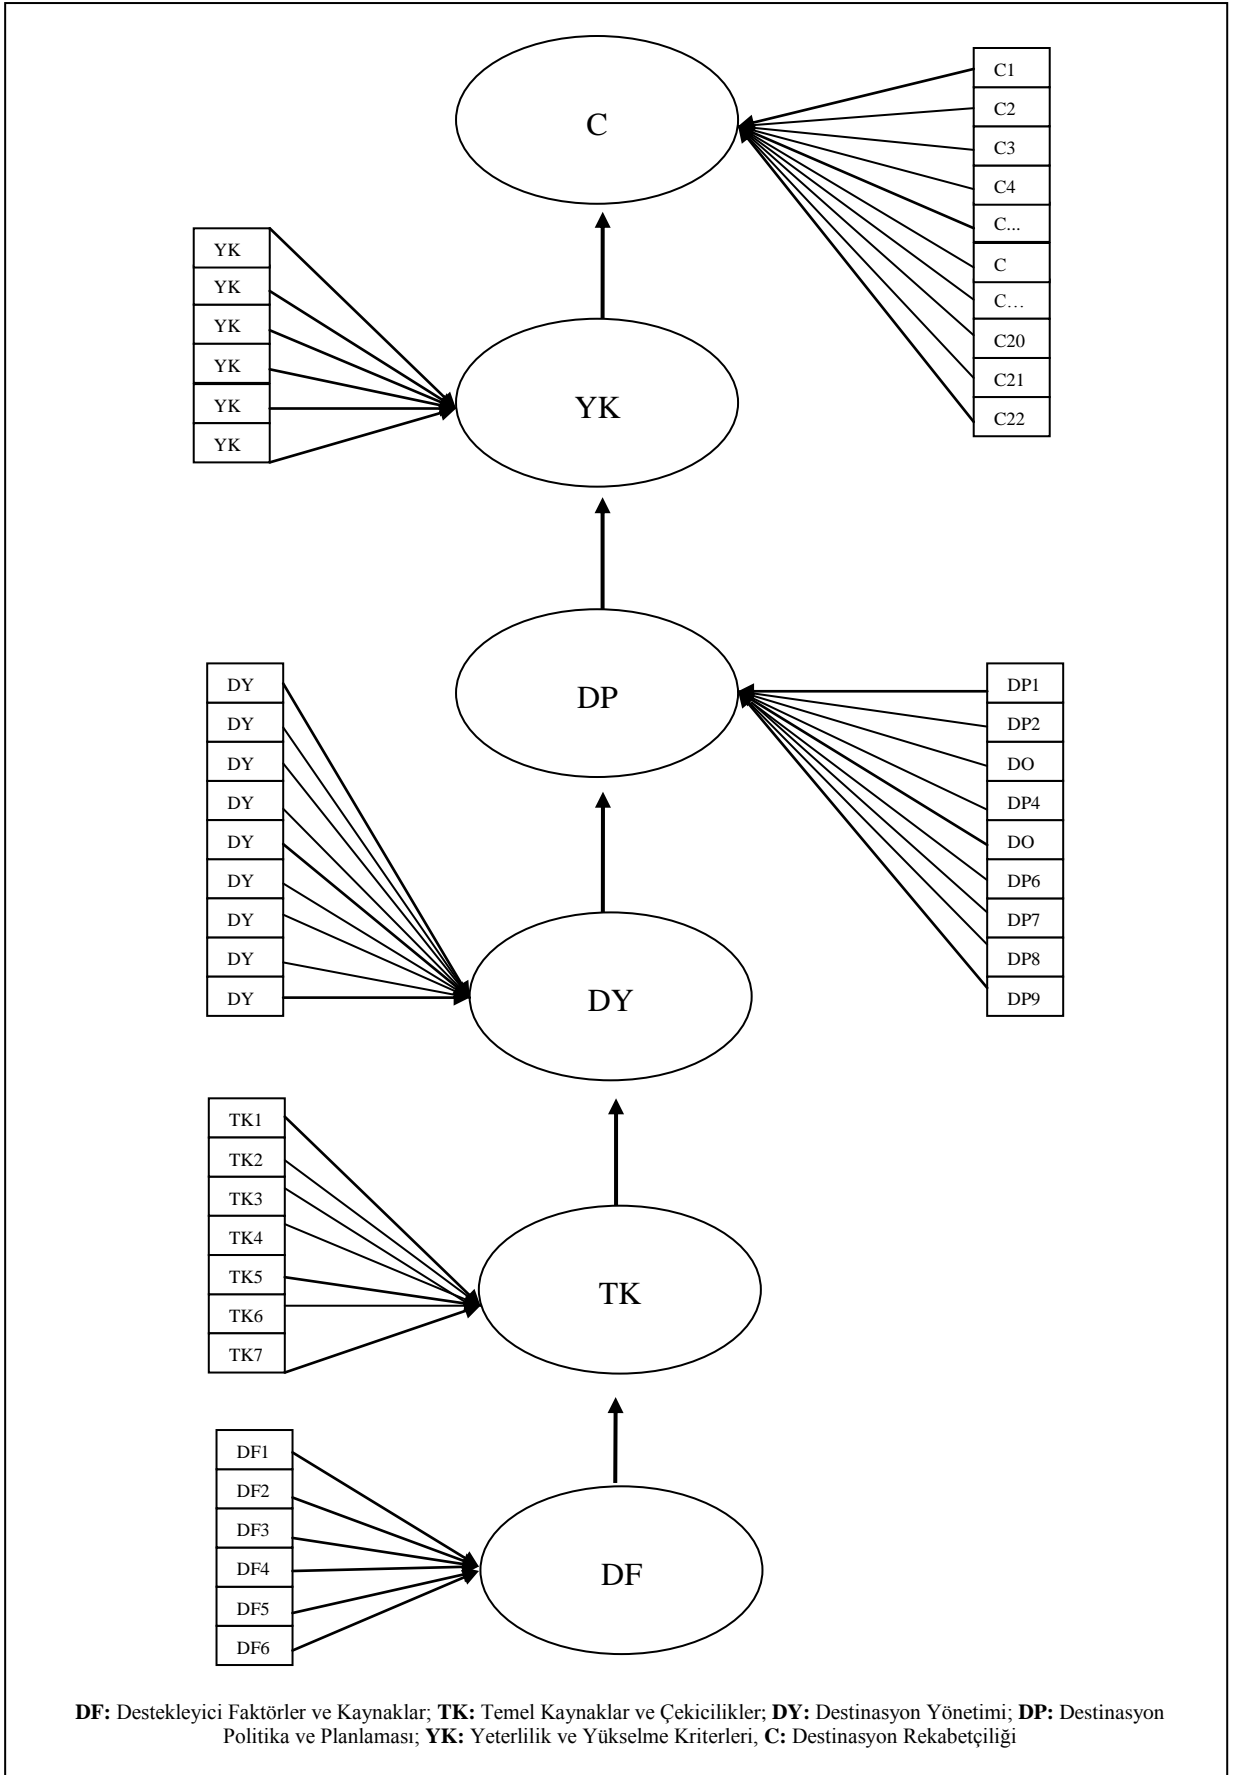 C
C1
C2
C3
C4
C...
C
C…
C20
C21
C22
YK
YK
YK
YK
YK
YK
YK
DP
DY
DY
DY
DY
DY
DY
DY
DY
DY
DP1
DP2
DO
DP4
DO
DP6
DP7
DP8
DP9
DY
TK1
TK2
TK3
TK4
TK5
TK6
TK7
TK
DF1
DF2
DF3
DF4
DF5
DF6
DF
DF: Destekleyici Faktörler ve Kaynaklar; TK: Temel Kaynaklar ve Çekicilikler; DY: Destinasyon Yönetimi; DP: Destinasyon
Politika ve Planlaması; YK: Yeterlilik ve Yükselme Kriterleri, C: Destinasyon Rekabetçiliği